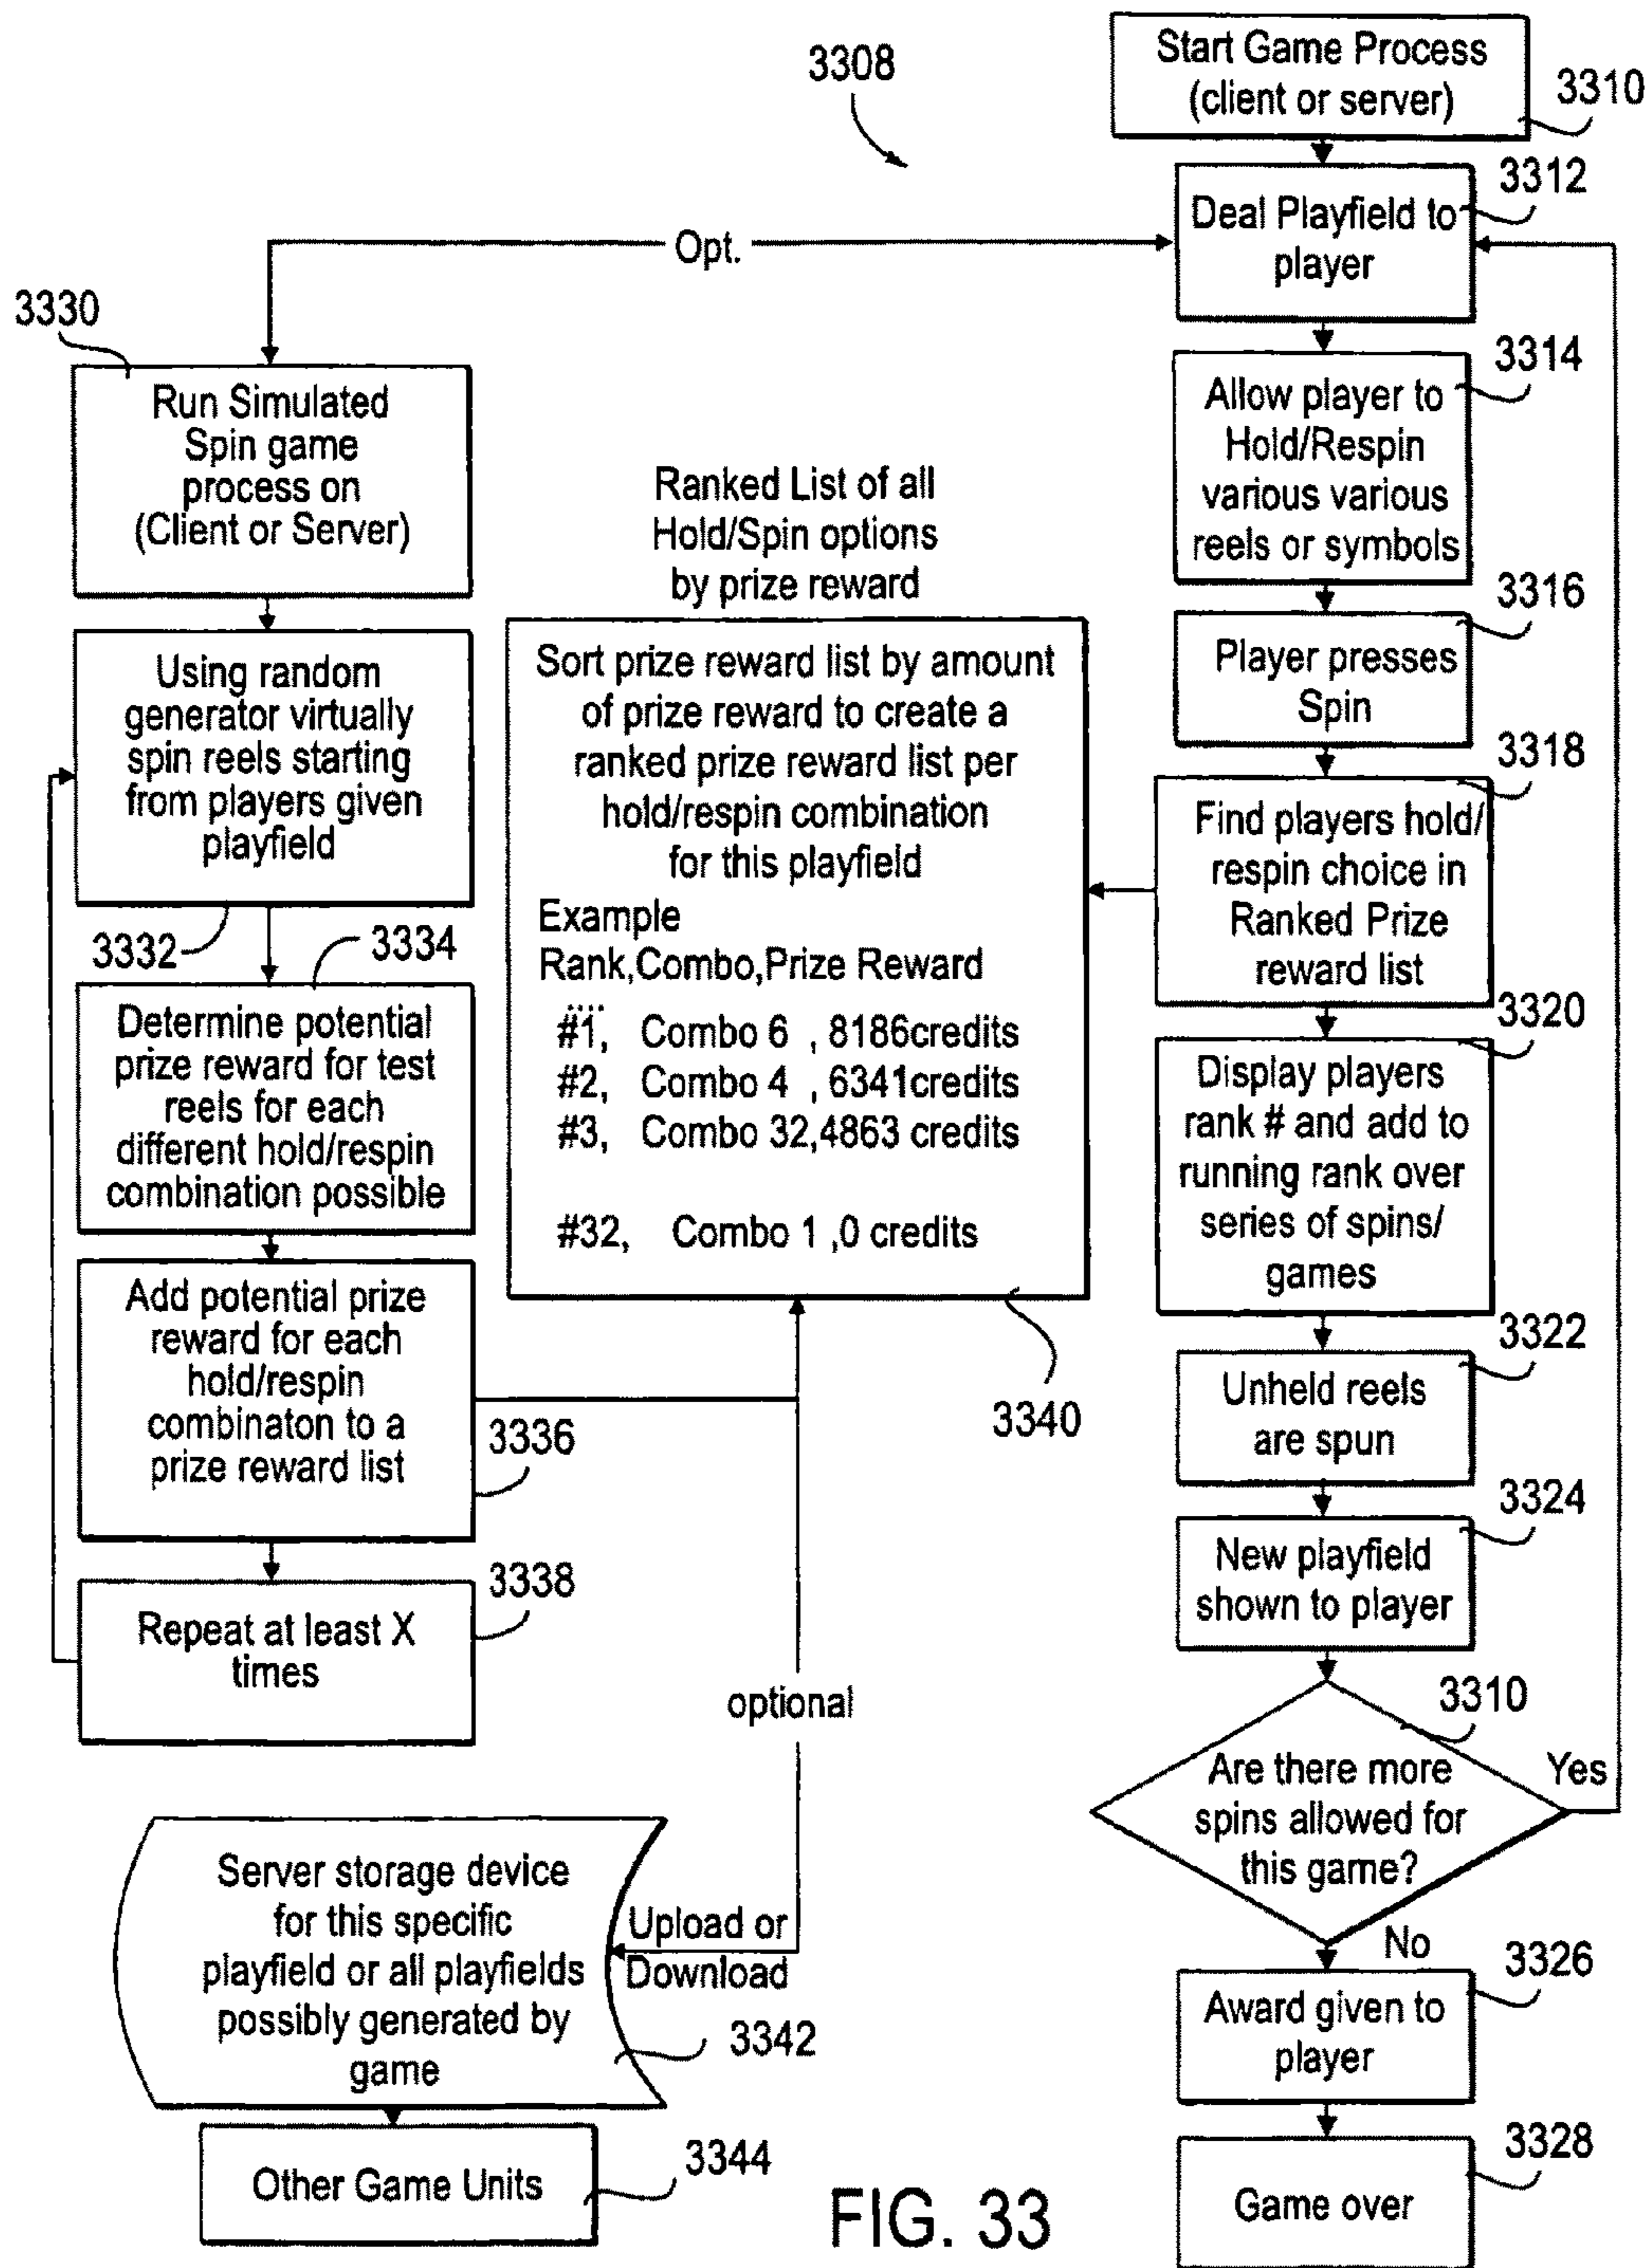 Start Game Process
(client or server)
3310
3308
3312
Deal Playfield to
player
Opt.
3314
Allow player to
Hold/Respin
various various
reels or symbols
3316
Player presses
Spin
3318
Find players hold/
respin choice in
Ranked Prize
reward list
3320
Display players
rank # and add to
running rank over
series of spins/
games
3322
Unheld reels
are spun
3324
New playfield
shown to player
3310
Are there more
spins allowed for
this game?
Yes
No
3326
Award given to
player
3328
Game over
3330
Run Simulated
Spin game
process on
(Client or Server)
Using random
generator virtually
spin reels starting
from players given
playfield
3332
3334
Determine potential
prize reward for test
reels for each
different hold/respin
combination possible
Add potential prize
reward for each
hold/respin
combinaton to a
prize reward list
3336
3338
Repeat at least X
times
Ranked List of all
Hold/Spin options
by prize reward
Sort prize reward list by amount
of prize reward to create a
ranked prize reward list per
hold/respin combination
for this playfield
Example
Rank,Combo,Prize Reward
....
#1, Combo 6 , 8186credits
#2, Combo 4 , 6341credits
#3, Combo 32,4863 credits
#32, Combo 1 ,0 credits
3340
optional
Upload or
Download
Server storage device
for this specific
playfield or all playfields
possibly generated by
game
3342
Other Game Units
3344
FIG. 33